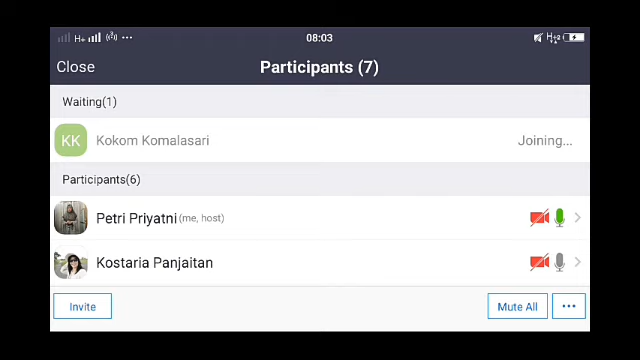 H+ 08:03 H+
Close Participants (7)
Waiting(1)
KK Kokom Komalasari Joining...
Participants(6)
Petri Priyatni (me, host)
Kostaria Panjaitan
Invite Mute All ...